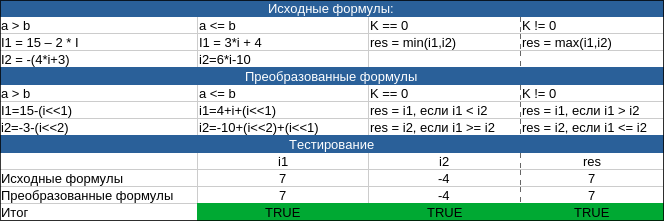 Исходные формулы:
a > b a <= b K == 0 K != 0
I1 = 15 – 2 * I I1 = 3*i + 4 res = min(i1,i2) res = max(i1,i2)
I2 = -(4*i+3) i2=6*i-10
Преобразованные формулы
a > b a <= b K == 0 K != 0
I1=15-(i<<1) i1=4+i+(i<<1) res = i1, если i1 < i2 res = i1, если i1 > i2
i2=-3-(i<<2) i2=-10+(i<<2)+(i<<1) res = i2, если i1 >= i2 res = i2, если i1 <= i2
Тестирование
i1 i2 res
Исходные формулы 7 -4 7
Преобразованные формулы 7 -4 7
Итог TRUE TRUE TRUE